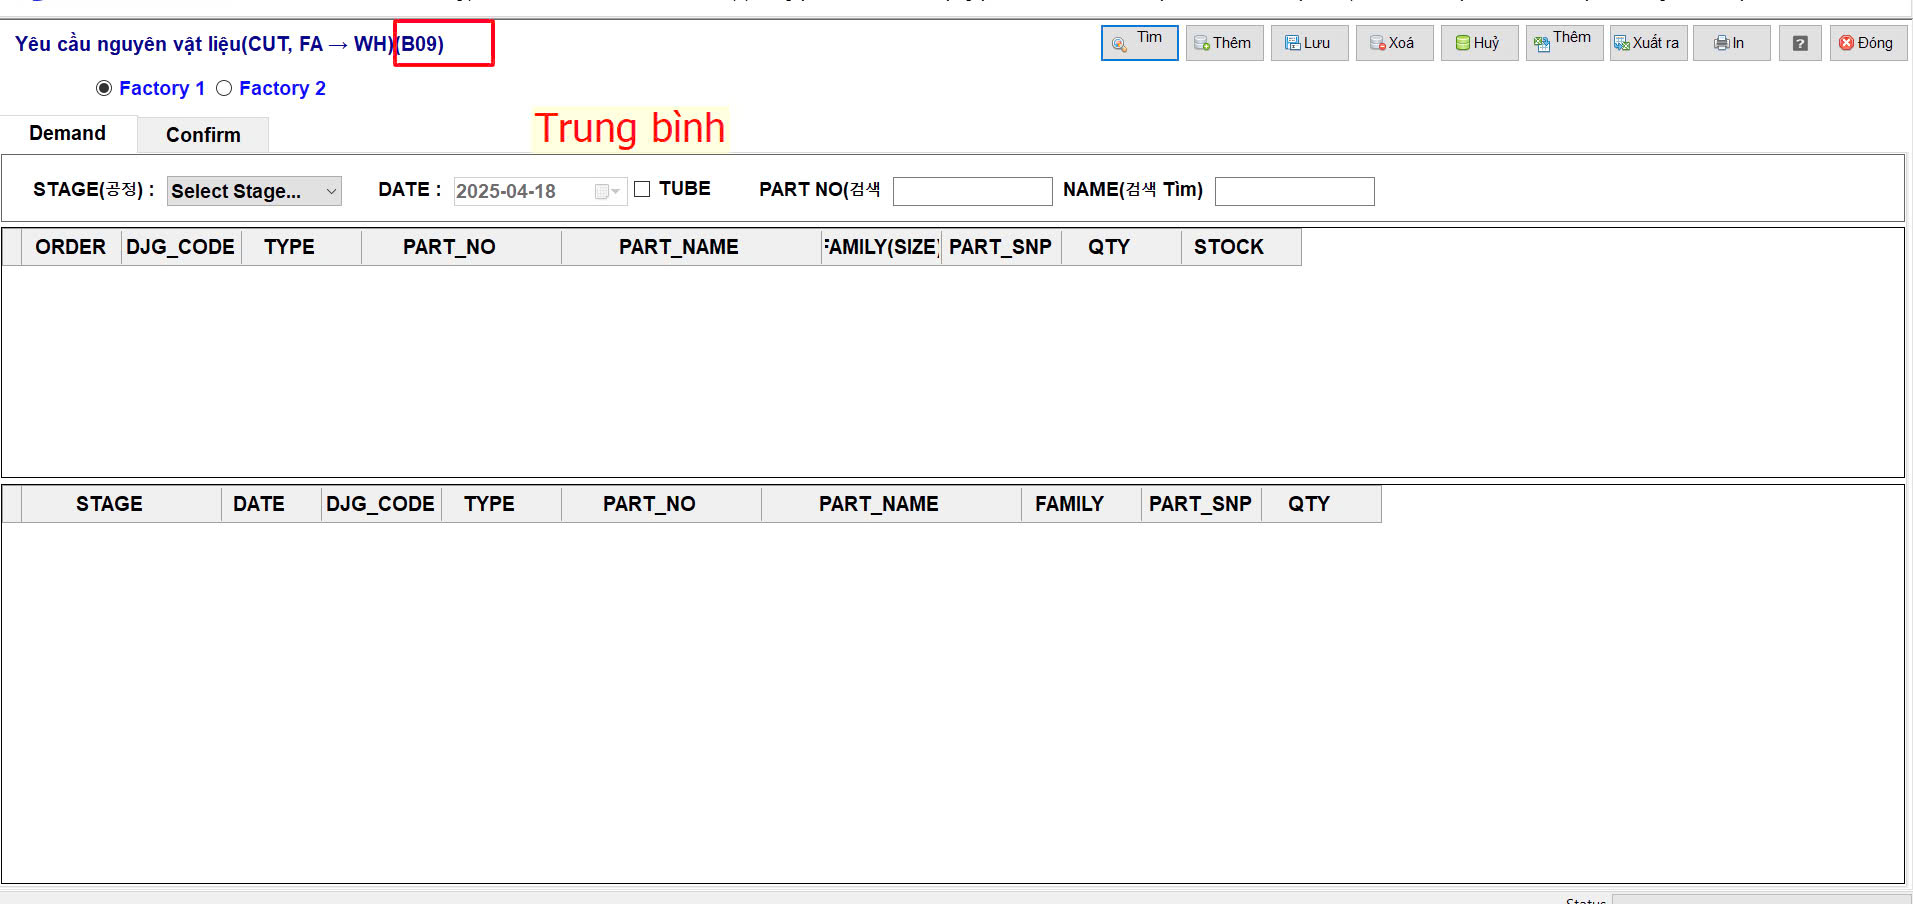 Yêu cầu nguyên vật liệu(CUT, FA → WH)(B09)
Tìm
Thêm
Lưu
Xoá
Huỷ
Thêm
Xuất ra
In
?
Đóng
Factory 1
Factory 2
Demand
Confirm
Trung bình
STAGE(공정) :
Select Stage...
DATE :
2025-04-18
TUBE
PART NO(검색
NAME(검색 Tìm)
ORDER
DJG_CODE
TYPE
PART_NO
PART_NAME
FAMILY(SIZE)
PART_SNP
QTY
STOCK
STAGE
DATE
DJG_CODE
TYPE
PART_NO
PART_NAME
FAMILY
PART_SNP
QTY
Status